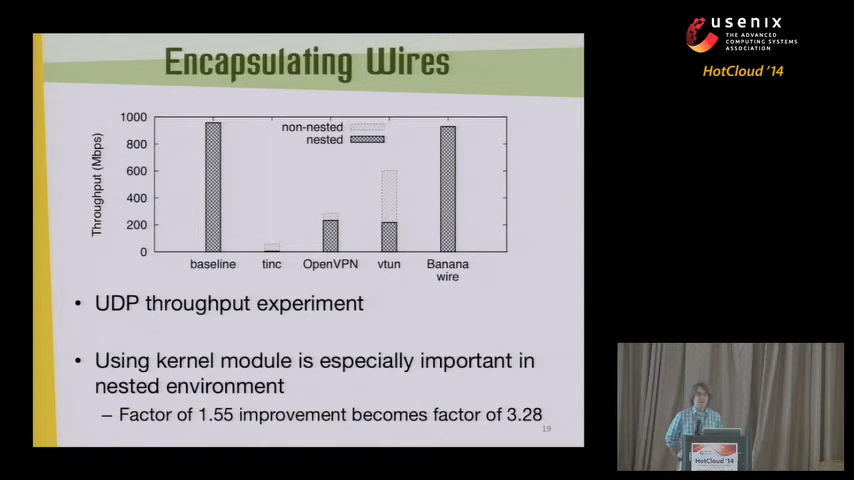 usenix
THE ADVANCED
COMPUTING SYSTEMS
ASSOCIATION
HotCloud '14
Encapsulating Wires
Throughput (Mbps)
1000
800
600
400
200
0
non-nested
nested
baseline
tinc
OpenVPN
vtun
Banana
wire
• UDP throughput experiment
• Using kernel module is especially important in
nested environment
– Factor of 1.55 improvement becomes factor of 3.28
19
HotCloud '14